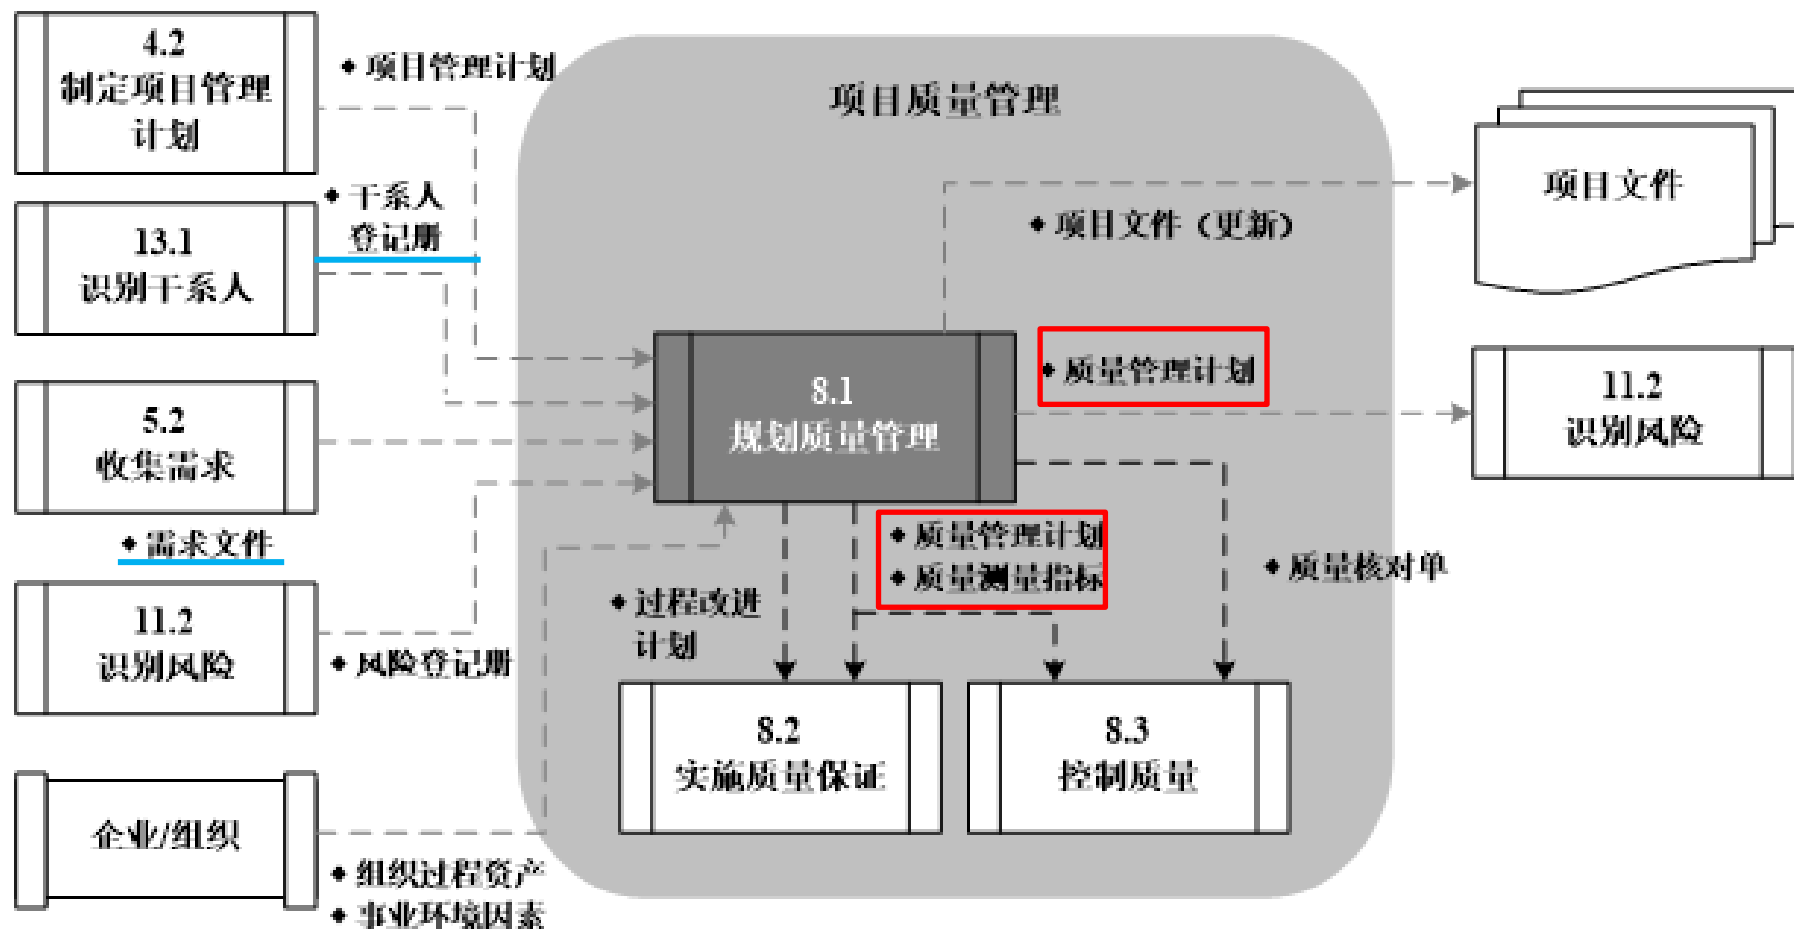 4.2
制定项目管理
计划
◆ 项目管理计划
项目质量管理
项目文件
◆ 干系人
登记册
◆ 项目文件（更新）
13.1
识别干系人
8.1
规划质量管理
◆ 质量管理计划
11.2
识别风险
5.2
收集需求
◆ 需求文件
◆ 质量管理计划
◆ 质量测量指标
◆ 质量核对单
◆ 过程改进
计划
11.2
识别风险
◆ 风险登记册
8.2
实施质量保证
8.3
控制质量
企业/组织
◆ 组织过程资产
◆ 事业环境因素